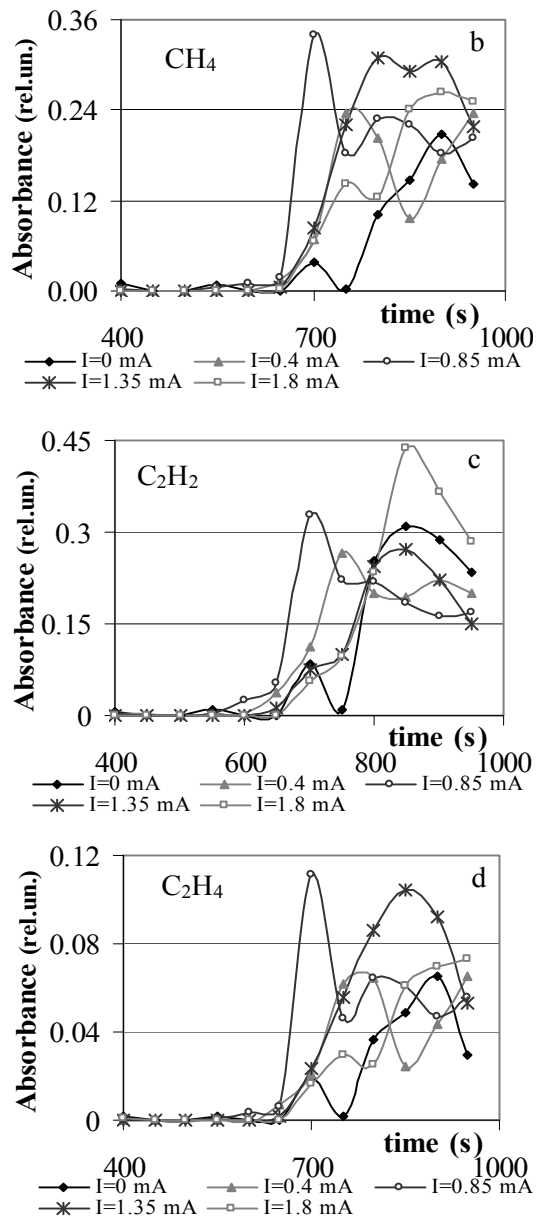 0.36
b
CH4
0.24
0.12
0.00
Absorbance (rel.un.)
400
700
1000
time (s)
I=0 mA
I=0.4 mA
I=0.85 mA
I=1.35 mA
I=1.8 mA
0.45
c
C2H2
0.3
0.15
0
Absorbance (rel.un.)
400
600
800
1000
time (s)
I=0 mA
I=0.4 mA
I=0.85 mA
I=1.35 mA
I=1.8 mA
0.12
d
C2H4
0.08
0.04
0
Absorbance (rel.un.)
400
700
1000
time (s)
I=0 mA
I=0.4 mA
I=0.85 mA
I=1.35 mA
I=1.8 mA